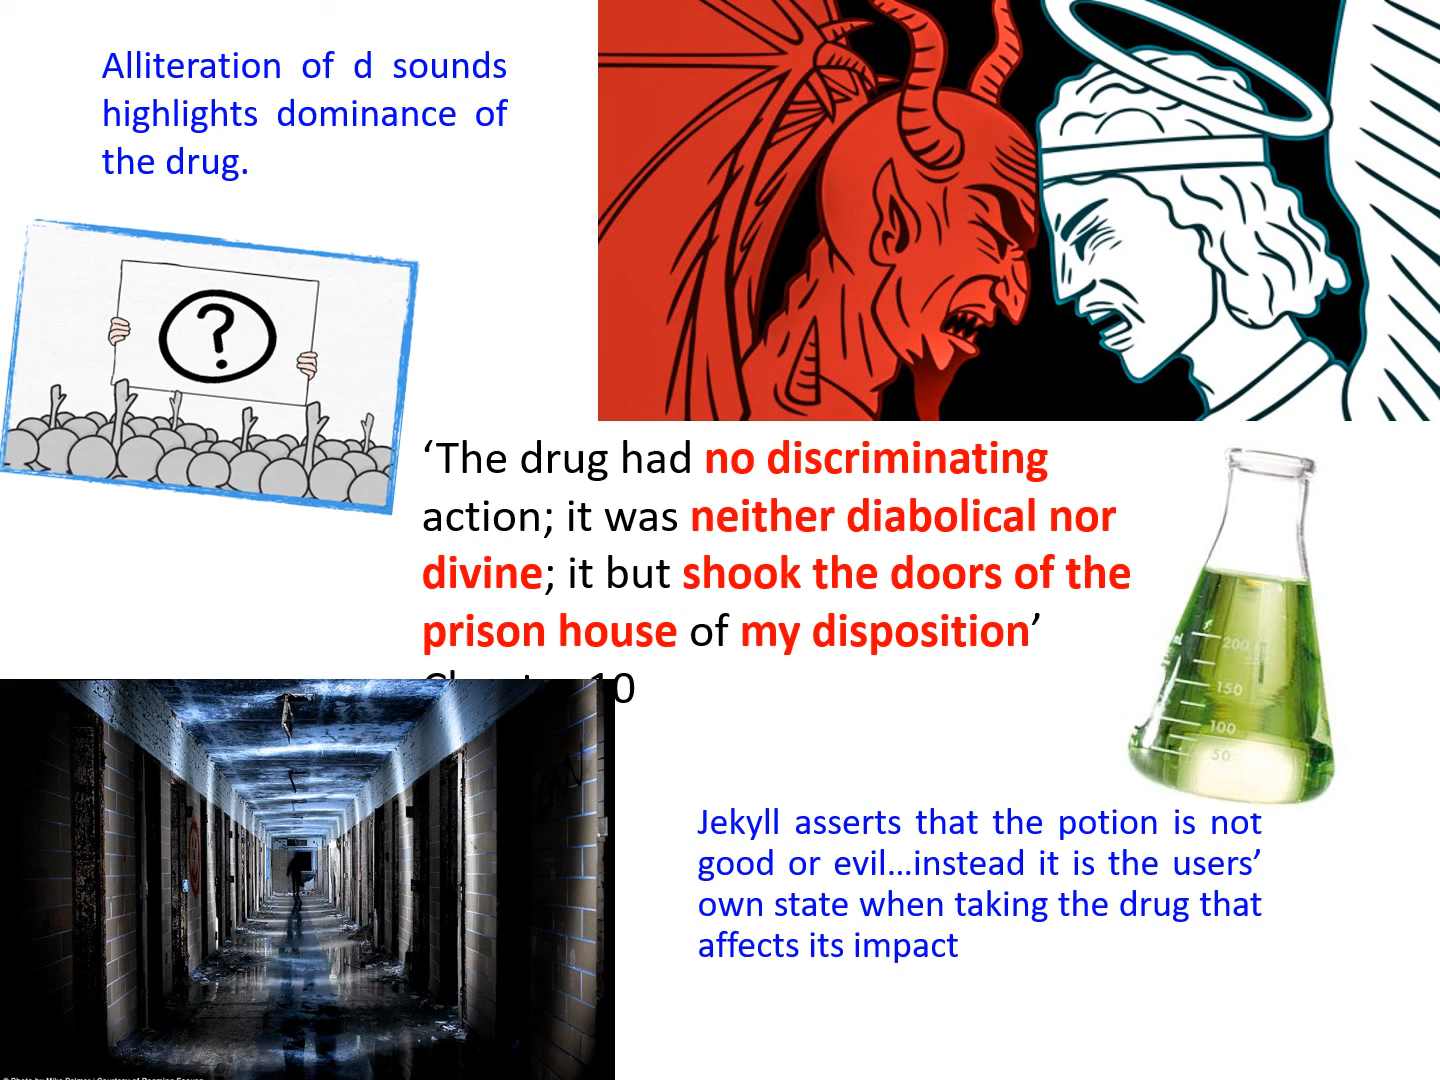 Alliteration of d sounds
highlights dominance of
the drug.
?
‘The drug had no discriminating
action; it was neither diabolical nor
divine; it but shook the doors of the
prison house of my disposition’
10
200
150
100
50
Jekyll asserts that the potion is not
good or evil...instead it is the users’
own state when taking the drug that
affects its impact